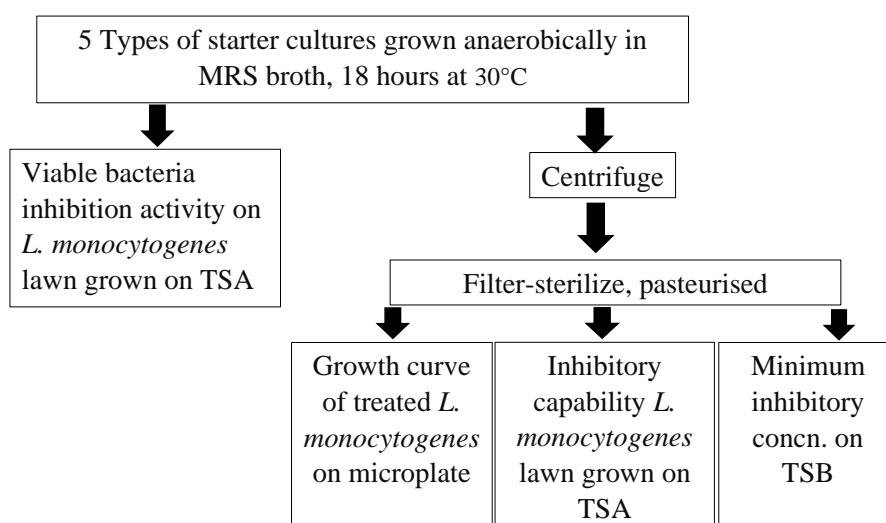 5 Types of starter cultures grown anaerobically in
MRS broth, 18 hours at 30°C
Viable bacteria
inhibition activity on
L. monocytogenes
lawn grown on TSA
Centrifuge
Filter-sterilize, pasteurised
Growth curve
of treated L.
monocytogenes
on microplate
Inhibitory
capability L.
monocytogenes
lawn grown on
TSA
Minimum
inhibitory
concn. on
TSB